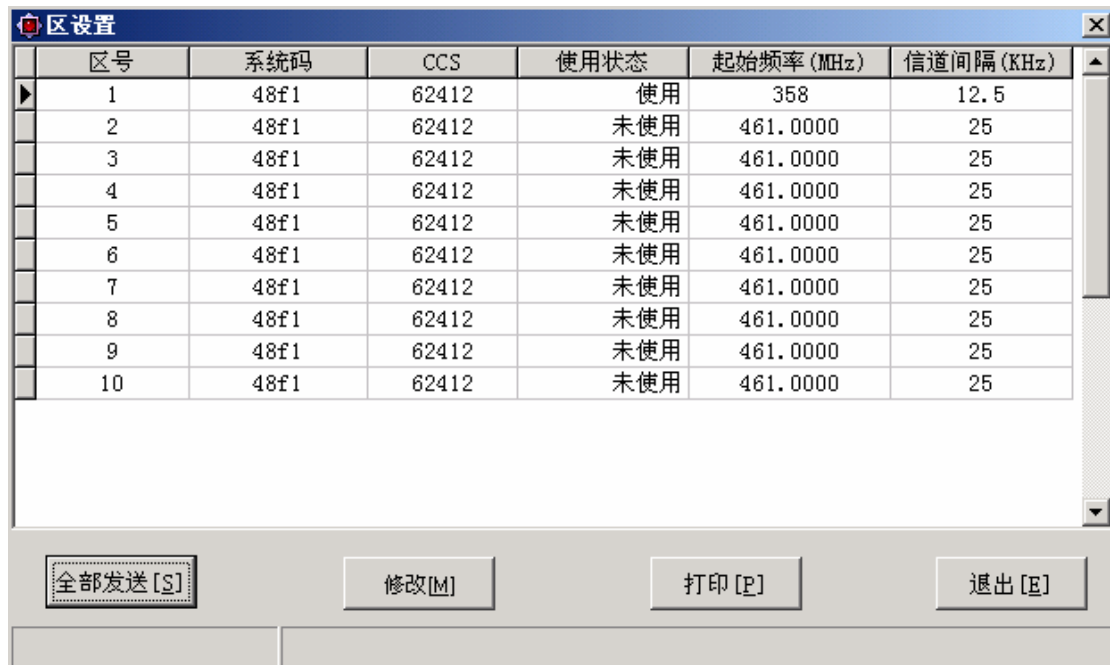 区设置
区号 系统码 CCS 使用状态 起始频率(MHz) 信道间隔(KHz)
1 48f1 62412 使用 358 12.5
2 48f1 62412 未使用 461.0000 25
3 48f1 62412 未使用 461.0000 25
4 48f1 62412 未使用 461.0000 25
5 48f1 62412 未使用 461.0000 25
6 48f1 62412 未使用 461.0000 25
7 48f1 62412 未使用 461.0000 25
8 48f1 62412 未使用 461.0000 25
9 48f1 62412 未使用 461.0000 25
10 48f1 62412 未使用 461.0000 25
全部发送[S] 修改[M] 打印[P] 退出[E]